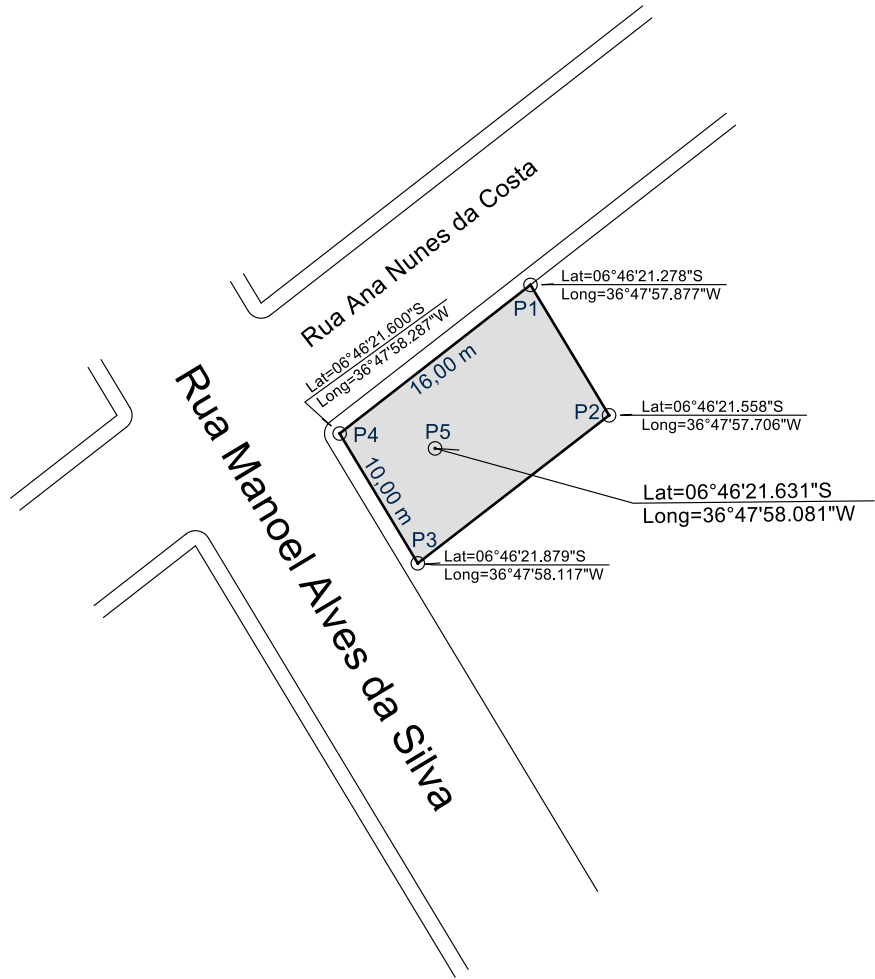 Rua Ana Nunes da Costa
Lat=06°46'21.278"S
Long=36°47'57.877"W
P1
Lat=06°46'21.600"S
Long=36°47'58.287"W
16,00 m
Rua Manoel Alves da Silva
P4
P5
P2
Lat=06°46'21.558"S
Long=36°47'57.706"W
10,00 m
Lat=06°46'21.631"S
Long=36°47'58.081"W
P3
Lat=06°46'21.879"S
Long=36°47'58.117"W